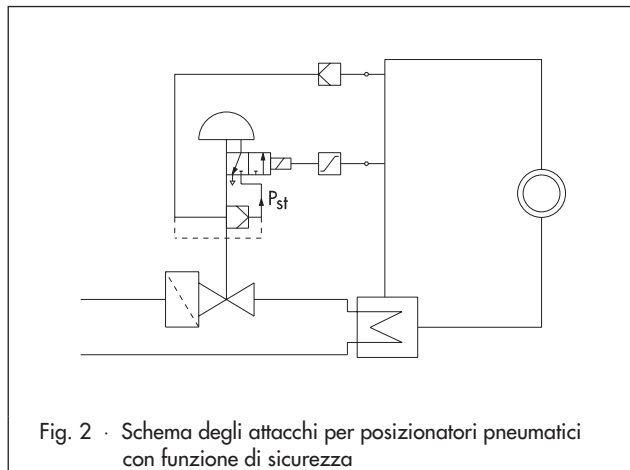 Pst
Fig. 2 · Schema degli attacchi per posizionatori pneumatici
con funzione di sicurezza